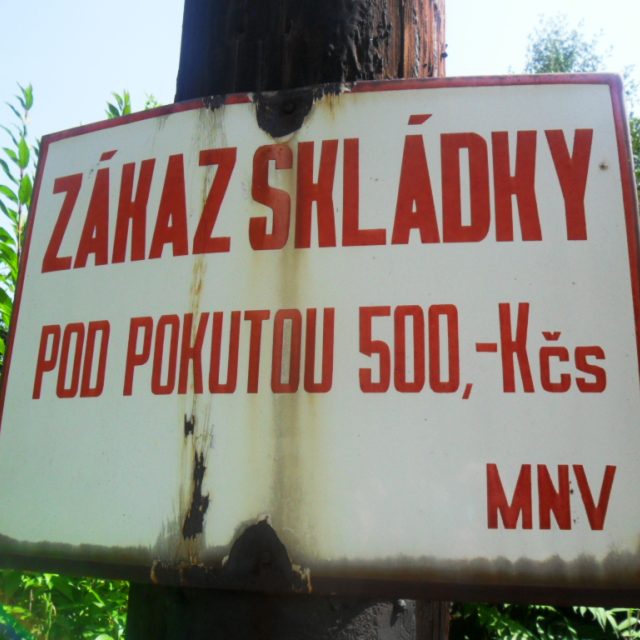 ZÁKAZ SKLÁDKY
POD POKUTOU 500,-Kčs
MNV